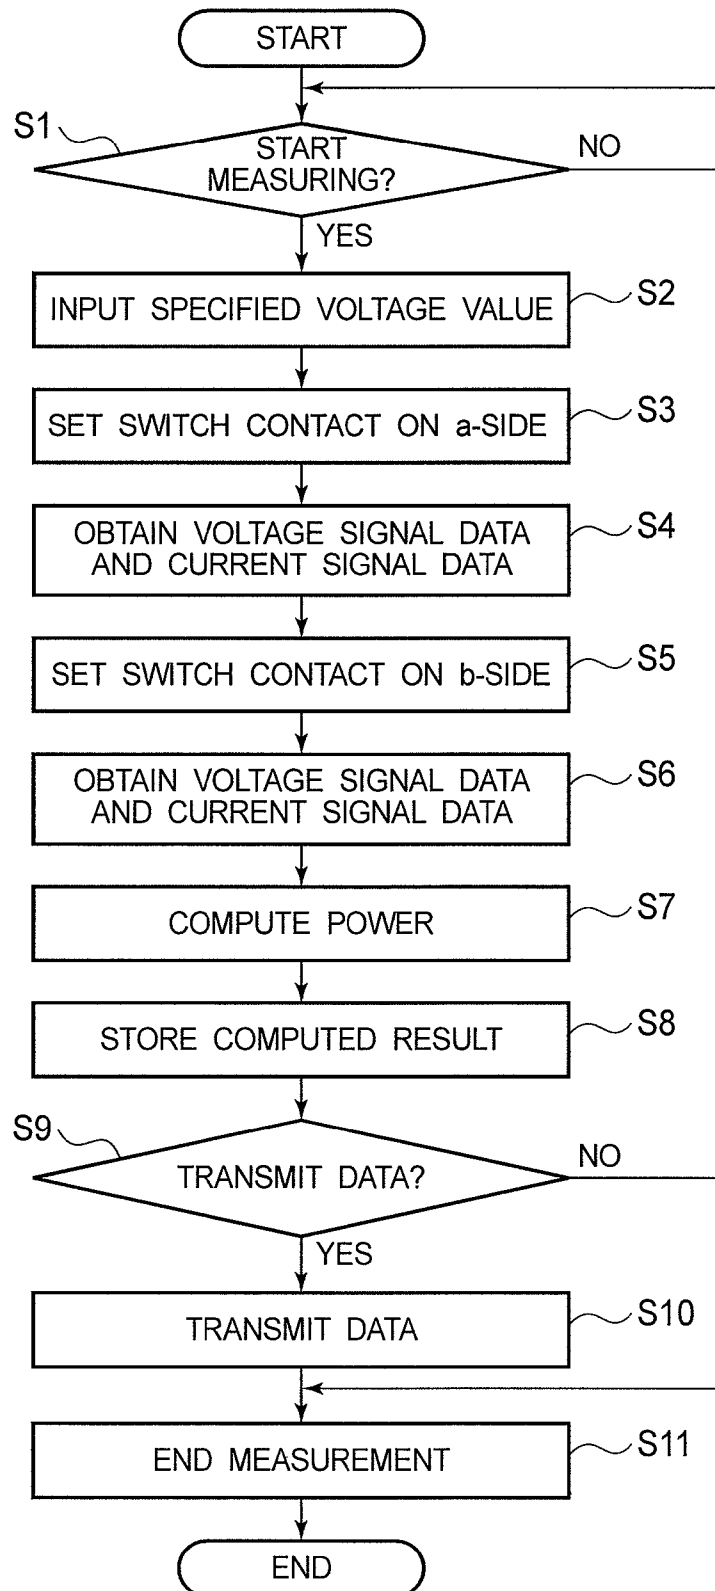 START
S1
START
MEASURING?
NO
YES
INPUT SPECIFIED VOLTAGE VALUE
S2
SET SWITCH CONTACT ON a-SIDE
S3
OBTAIN VOLTAGE SIGNAL DATA
AND CURRENT SIGNAL DATA
S4
SET SWITCH CONTACT ON b-SIDE
S5
OBTAIN VOLTAGE SIGNAL DATA
AND CURRENT SIGNAL DATA
S6
COMPUTE POWER
S7
STORE COMPUTED RESULT
S8
S9
TRANSMIT DATA?
NO
YES
TRANSMIT DATA
S10
END MEASUREMENT
S11
END